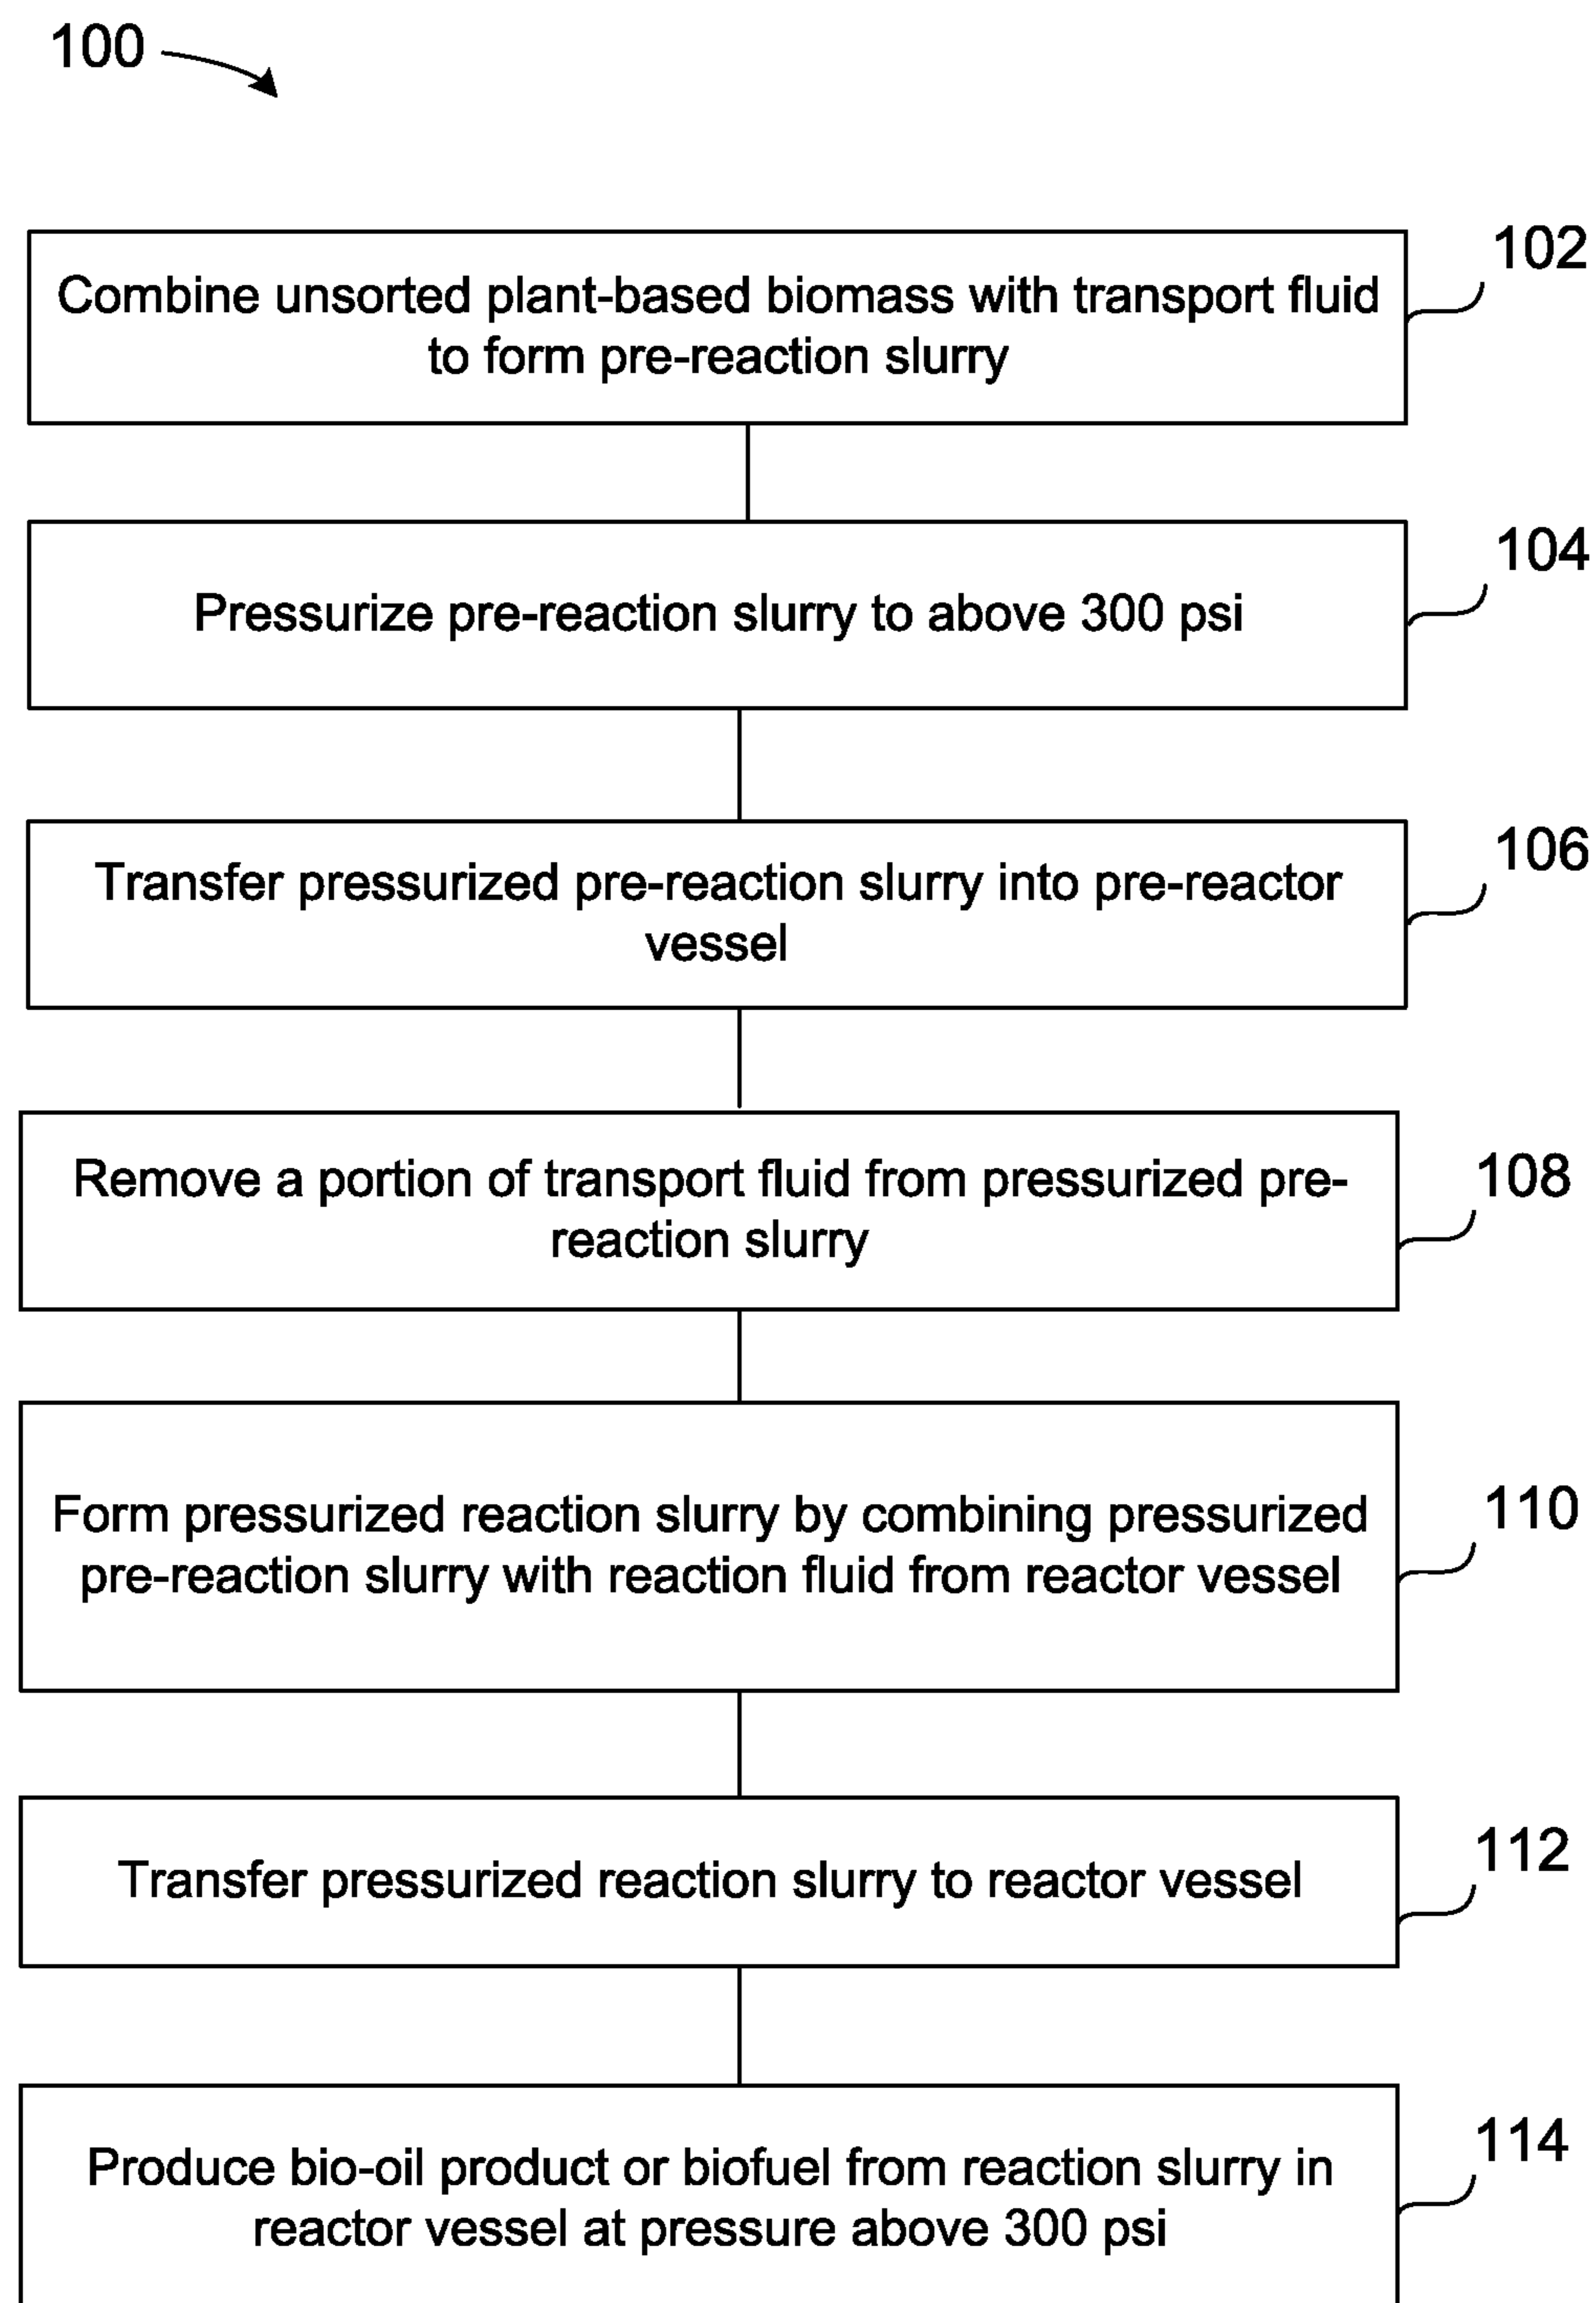 100
102
Combine unsorted plant-based biomass with transport fluid
to form pre-reaction slurry
104
Pressurize pre-reaction slurry to above 300 psi
106
Transfer pressurized pre-reaction slurry into pre-reactor
vessel
108
Remove a portion of transport fluid from pressurized pre-
reaction slurry
110
Form pressurized reaction slurry by combining pressurized
pre-reaction slurry with reaction fluid from reactor vessel
112
Transfer pressurized reaction slurry to reactor vessel
114
Produce bio-oil product or biofuel from reaction slurry in
reactor vessel at pressure above 300 psi